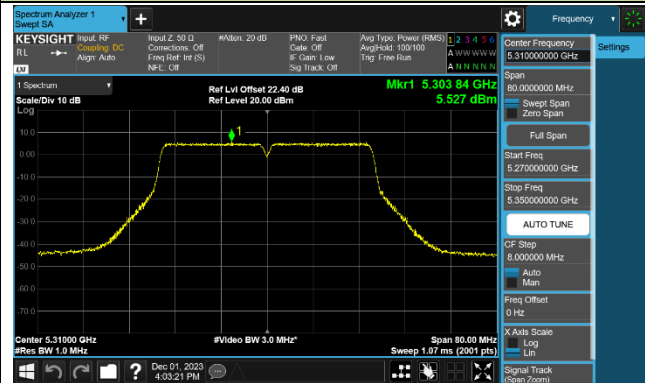 Spectrum Analyzer 1
Swept SA
Frequency
KEYSIGHT
RL
LXI
Input: RF
Coupling: DC
Align: Auto
Input Z: 50 Ω
Corrections: Off
Freq Ref: Int (S)
NFE: Off
#Atten: 20 dB
PNO: Fast
Gate: Off
IF Gain: Low
Sig Track: Off
Avg Type: Power (RMS)
Avg|Hold: 100/100
Trig: Free Run
1 2 3 4 5 6
A W W W W W
A N N N N N
1 Spectrum
Scale/Div 10 dB
Log
Ref Lvl Offset 22.40 dB
Ref Level 20.00 dBm
Mkr1 5.303 84 GHz
5.527 dBm
1
10.0
0.00
-10.0
-20.0
-30.0
-40.0
-50.0
-60.0
-70.0
Center 5.31000 GHz
#Res BW 1.0 MHz
#Video BW 3.0 MHz*
Span 80.00 MHz
Sweep 1.07 ms (2001 pts)
Dec 01, 2023
4:03:21 PM
Center Frequency
5.310000000 GHz
Span
80.0000000 MHz
Swept Span
Zero Span
Full Span
Start Freq
5.270000000 GHz
Stop Freq
5.350000000 GHz
AUTO TUNE
CF Step
8.000000 MHz
Auto
Man
Freq Offset
0 Hz
X Axis Scale
Log
Lin
Signal Track
(Span Zoom)
Settings